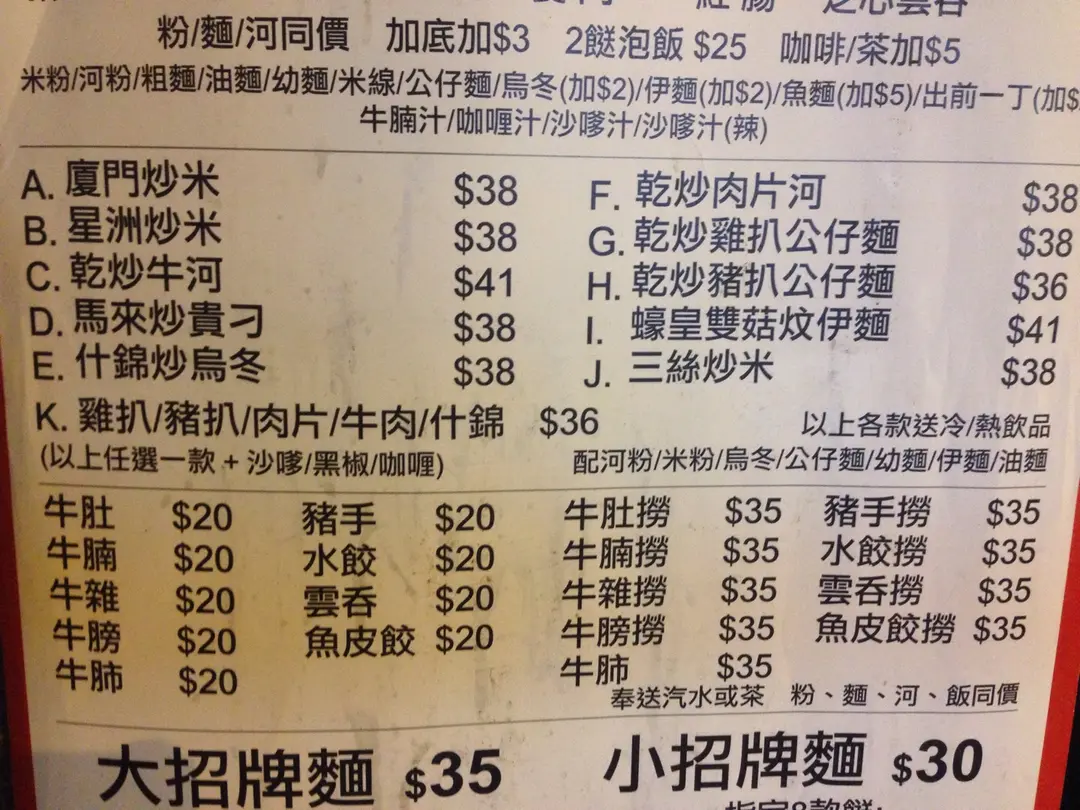 粉/麵/河同價 加底加$3 2餸泡飯 $25 咖啡/茶加$5
米粉/河粉/粗麵/油麵/幼麵/米線/公仔麵/烏冬(加$2)/伊麵(加$2)/魚麵(加$5)/出前一丁(加$
牛腩汁/咖喱汁/沙嗲汁/沙嗲汁(辣)
A. 廈門炒米 $38 F. 乾炒肉片河 $38
B. 星洲炒米 $38 G. 乾炒雞扒公仔麵 $38
C. 乾炒牛河 $41 H. 乾炒豬扒公仔麵 $36
D. 馬來炒貴刁 $38 I. 蠔皇雙菇炆伊麵 $41
E. 什錦炒烏冬 $38 J. 三絲炒米 $38
K. 雞扒/豬扒/肉片/牛肉/什錦 $36 以上各款送冷/熱飲品
(以上任選一款 + 沙嗲/黑椒/咖喱) 配河粉/米粉/烏冬/公仔麵/幼麵/伊麵/油麵
牛肚 $20 豬手 $20 牛肚撈 $35 豬手撈 $35
牛腩 $20 水餃 $20 牛腩撈 $35 水餃撈 $35
牛雜 $20 雲吞 $20 牛雜撈 $35 雲吞撈 $35
牛膀 $20 魚皮餃 $20 牛膀撈 $35 魚皮餃撈 $35
牛肺 $20 牛肺 $35
奉送汽水或茶 粉、麵、河、飯同價
大招牌麵 $35 小招牌麵 $30